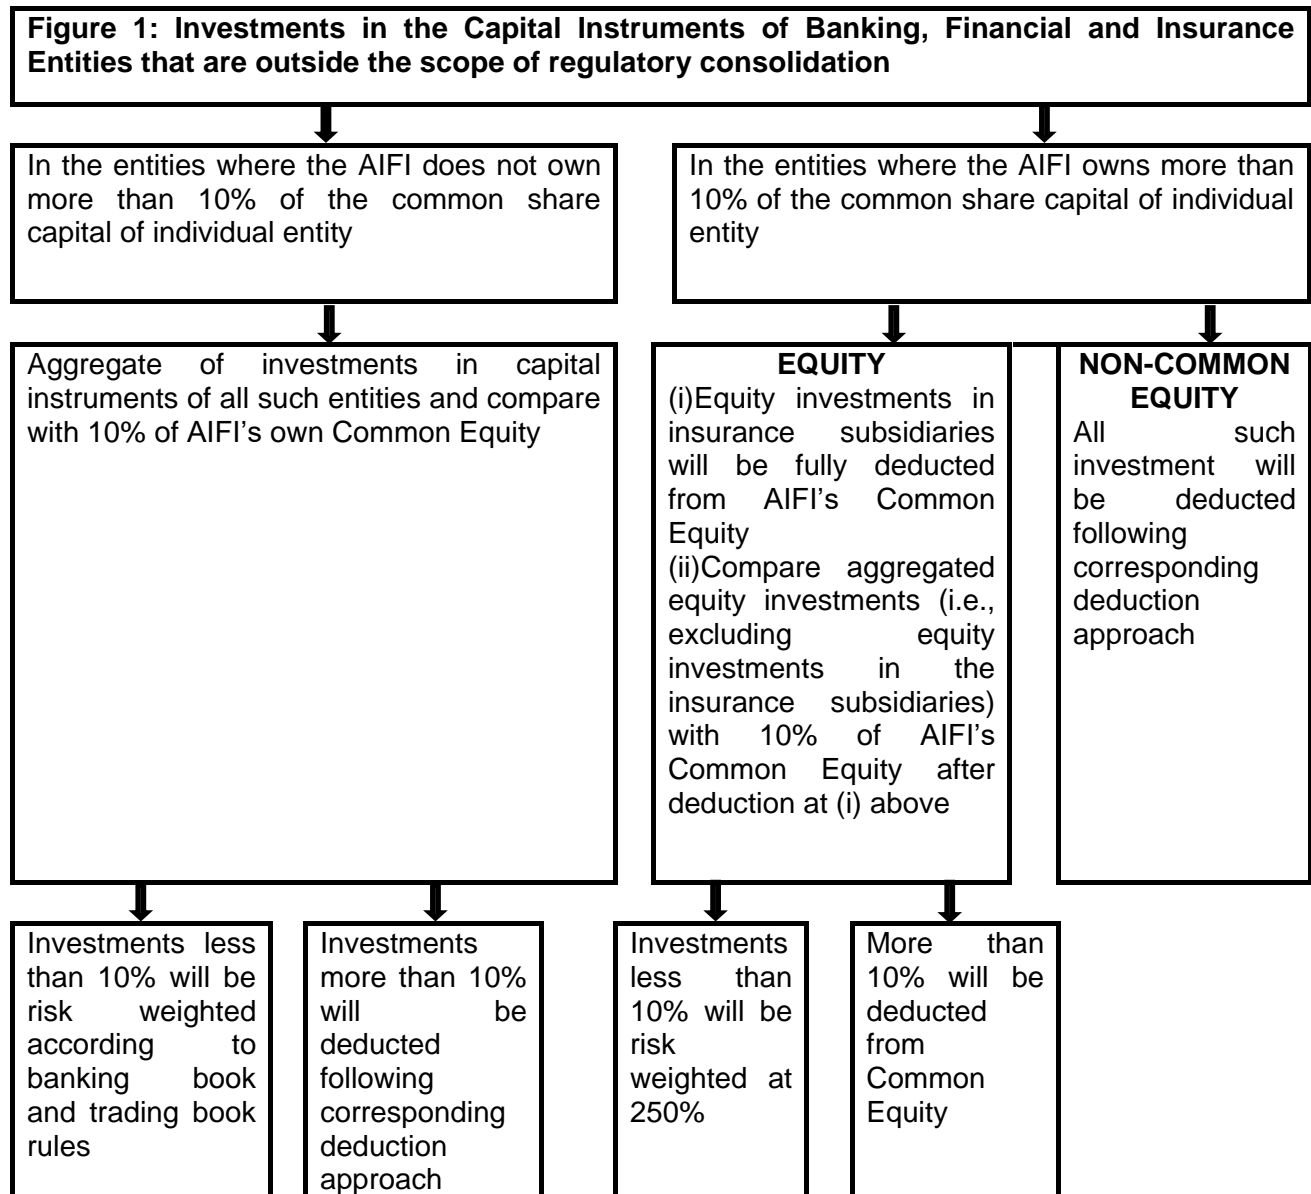 Figure 1: Investments in the Capital Instruments of Banking, Financial and Insurance
Entities that are outside the scope of regulatory consolidation
In the entities where the AIFI does not own
more than 10% of the common share
capital of individual entity
In the entities where the AIFI owns more than
10% of the common share capital of individual
entity
Aggregate of investments in capital
instruments of all such entities and compare
with 10% of AIFI’s own Common Equity
EQUITY
(i)Equity investments in
insurance subsidiaries
will be fully deducted
from AIFI’s Common
Equity
(ii)Compare aggregated
equity investments (i.e.,
excluding equity
investments in the
insurance subsidiaries)
with 10% of AIFI’s
Common Equity after
deduction at (i) above
NON-COMMON
EQUITY
All such
investment will
be deducted
following
corresponding
deduction
approach
Investments less
than 10% will be
risk weighted
according to
banking book
and trading book
rules
Investments
more than 10%
will be
deducted
following
corresponding
deduction
approach
Investments
less than
10% will be
risk
weighted at
250%
More than
10% will be
deducted
from
Common
Equity